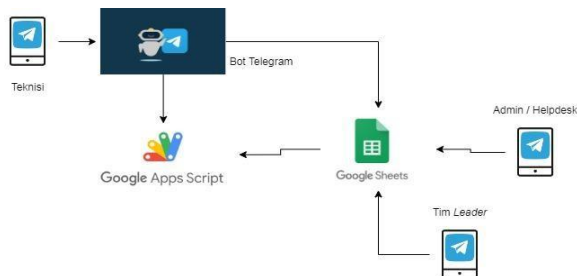 Teknisi
Bot Telegram
Admin / Helpdesk
Google Apps Script
Google Sheets
Tim Leader